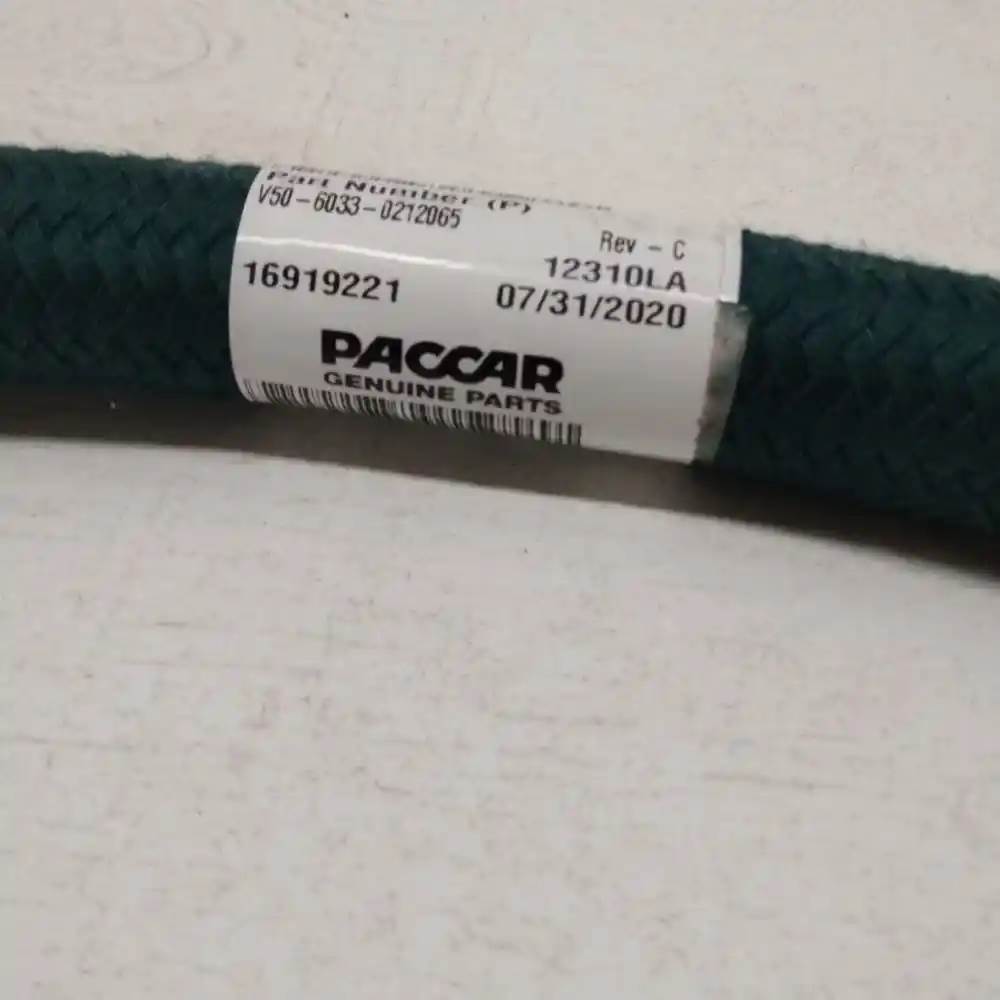 Part Number (P)
V50-6033-0212065
Rev - C
12310LA
16919221
07/31/2020
PACCAR
GENUINE PARTS